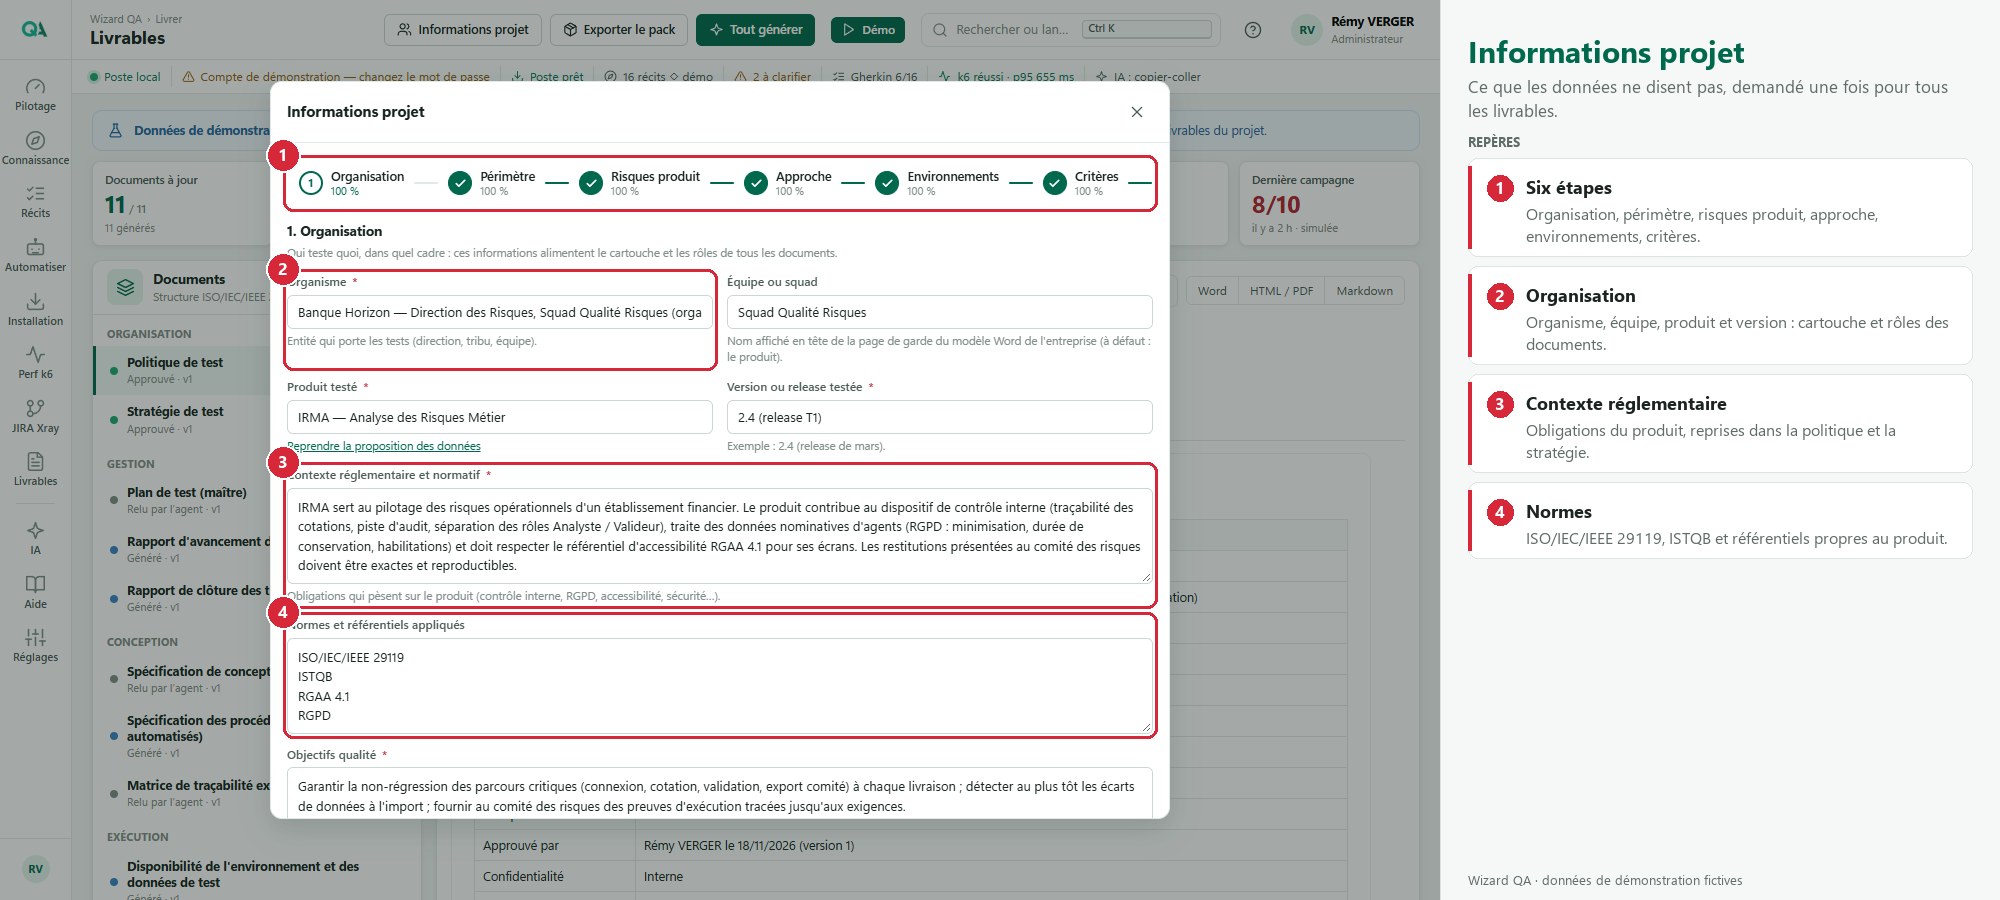 QA
Wizard QA › Livrer
Livrables
Informations projet
Exporter le pack
Tout générer
Démo
Rechercher ou lan...
Ctrl K
RV
Rémy VERGER
Administrateur
Poste local
Compte de démonstration — changez le mot de passe
Poste prêt
16 récits ◇ démo
2 à clarifier
Gherkin 6/16
k6 réussi · p95 655 ms
IA : copier-coller
Pilotage
Connaissance
Récits
Automatiser
Installation
Perf k6
JIRA Xray
Livrables
IA
Aide
Réglages
RV
Données de démonstra
vrables du projet.
Documents à jour
11 / 11
11 générés
Dernière campagne
8/10
il y a 2 h · simulée
Documents
Structure ISO/IEC/IEEE
Word
HTML / PDF
Markdown
ORGANISATION
Politique de test
Approuvé · v1
Stratégie de test
Approuvé · v1
GESTION
Plan de test (maître)
Relu par l'agent · v1
Rapport d'avancement d
Généré · v1
Rapport de clôture des t
Généré · v1
CONCEPTION
Spécification de concept
Relu par l'agent · v1
Spécification des procéd
automatisés)
Généré · v1
Matrice de traçabilité ex
Relu par l'agent · v1
EXÉCUTION
Disponibilité de l'environnement et des
données de test
Généré · v1
ation)
Approuvé par
Rémy VERGER le 18/11/2026 (version 1)
Confidentialité
Interne
Informations projet
1
1
Organisation
100 %
Périmètre
100 %
Risques produit
100 %
Approche
100 %
Environnements
100 %
Critères
100 %
1. Organisation
Qui teste quoi, dans quel cadre : ces informations alimentent le cartouche et les rôles de tous les documents.
2
Organisme *
Banque Horizon — Direction des Risques, Squad Qualité Risques (orga
Entité qui porte les tests (direction, tribu, équipe).
Équipe ou squad
Squad Qualité Risques
Nom affiché en tête de la page de garde du modèle Word de l'entreprise (à défaut :
le produit).
Produit testé *
IRMA — Analyse des Risques Métier
Reprendre la proposition des données
Version ou release testée *
2.4 (release T1)
Exemple : 2.4 (release de mars).
3
Contexte réglementaire et normatif *
IRMA sert au pilotage des risques opérationnels d'un établissement financier. Le produit contribue au dispositif de contrôle interne (traçabilité des
cotations, piste d'audit, séparation des rôles Analyste / Valideur), traite des données nominatives d'agents (RGPD : minimisation, durée de
conservation, habilitations) et doit respecter le référentiel d'accessibilité RGAA 4.1 pour ses écrans. Les restitutions présentées au comité des risques
doivent être exactes et reproductibles.
Obligations qui pèsent sur le produit (contrôle interne, RGPD, accessibilité, sécurité...).
4
Normes et référentiels appliqués
ISO/IEC/IEEE 29119
ISTQB
RGAA 4.1
RGPD
Objectifs qualité *
Garantir la non-régression des parcours critiques (connexion, cotation, validation, export comité) à chaque livraison ; détecter au plus tôt les écarts
de données à l'import ; fournir au comité des risques des preuves d'exécution tracées jusqu'aux exigences.
Informations projet
Ce que les données ne disent pas, demandé une fois pour tous
les livrables.
REPÈRES
1
Six étapes
Organisation, périmètre, risques produit, approche,
environnements, critères.
2
Organisation
Organisme, équipe, produit et version : cartouche et rôles des
documents.
3
Contexte réglementaire
Obligations du produit, reprises dans la politique et la
stratégie.
4
Normes
ISO/IEC/IEEE 29119, ISTQB et référentiels propres au produit.
Wizard QA · données de démonstration fictives